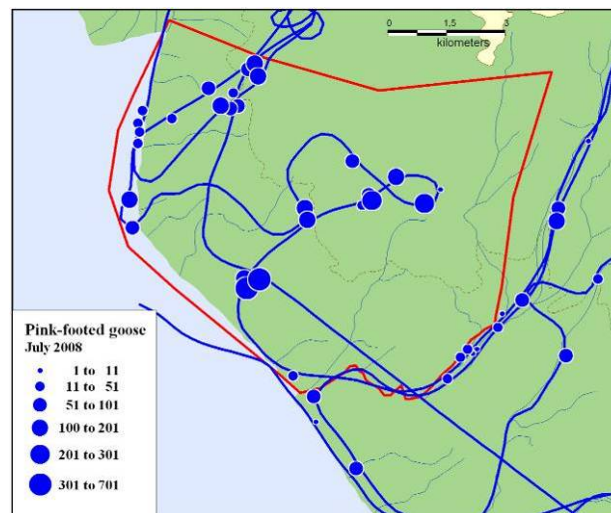 0 1,5 3
kilometers
Pink-footed goose
July 2008
1 to 11
11 to 51
51 to 101
100 to 201
201 to 301
301 to 701